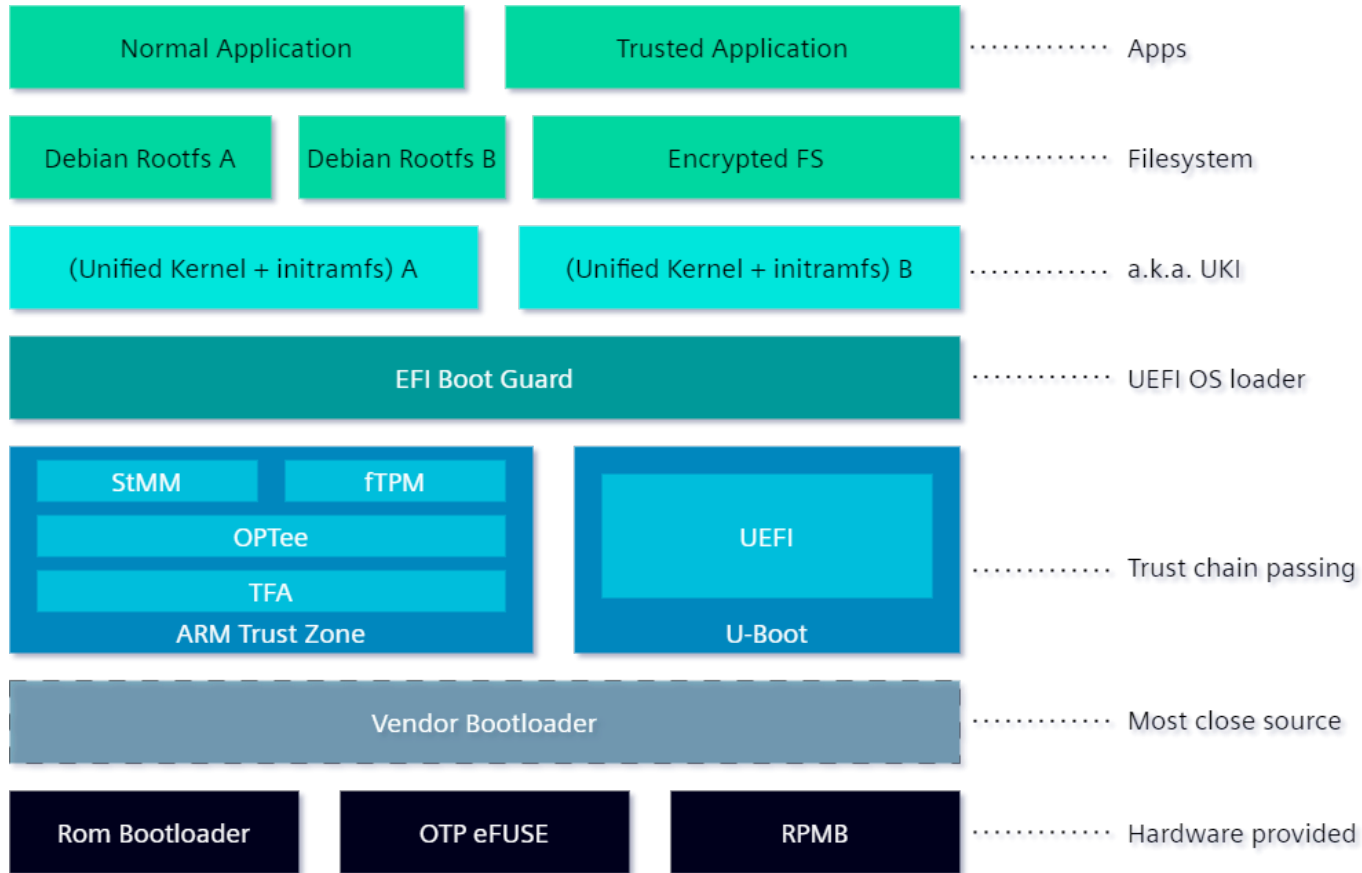 Normal Application
Trusted Application
············· Apps
Debian Rootfs A
Debian Rootfs B
Encrypted FS
············· Filesystem
(Unified Kernel + initramfs) A
(Unified Kernel + initramfs) B
············· a.k.a. UKI
EFI Boot Guard
············· UEFI OS loader
StMM
fTPM
OPTee
TFA
ARM Trust Zone
UEFI
U-Boot
············· Trust chain passing
Vendor Bootloader
············· Most close source
Rom Bootloader
OTP eFUSE
RPMB
············· Hardware provided